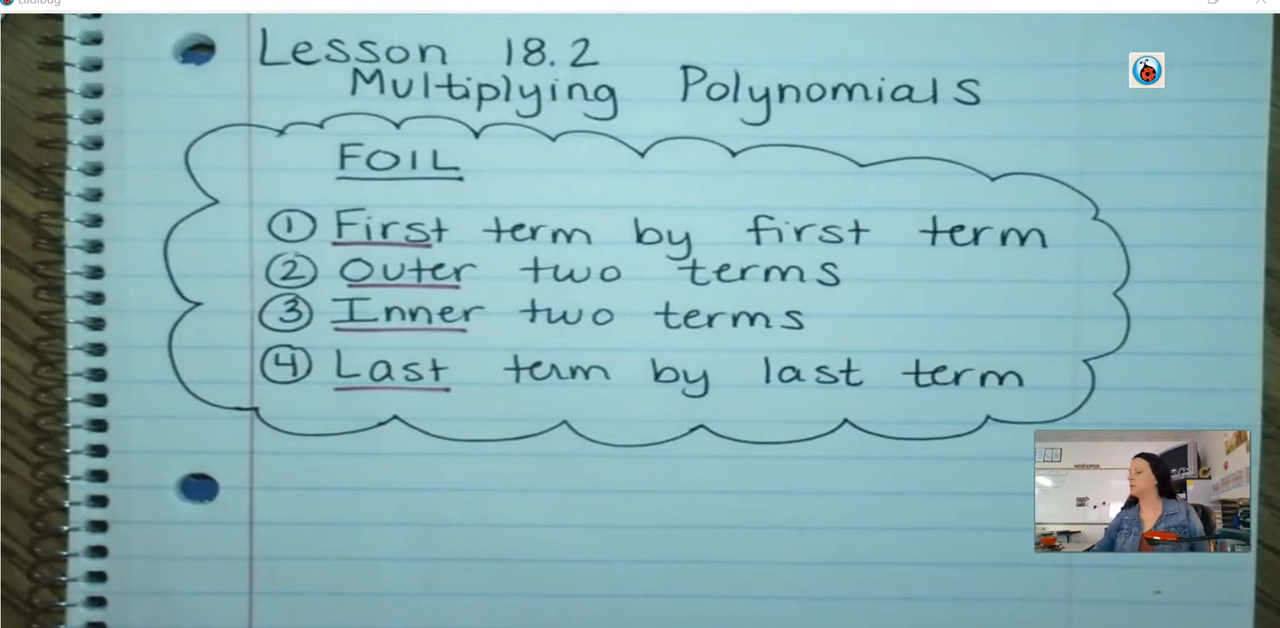 Ladibug
Lesson 18.2
Multiplying Polynomials
FOIL
① First term by first term
② Outer two terms
③ Inner two terms
④ Last term by last term